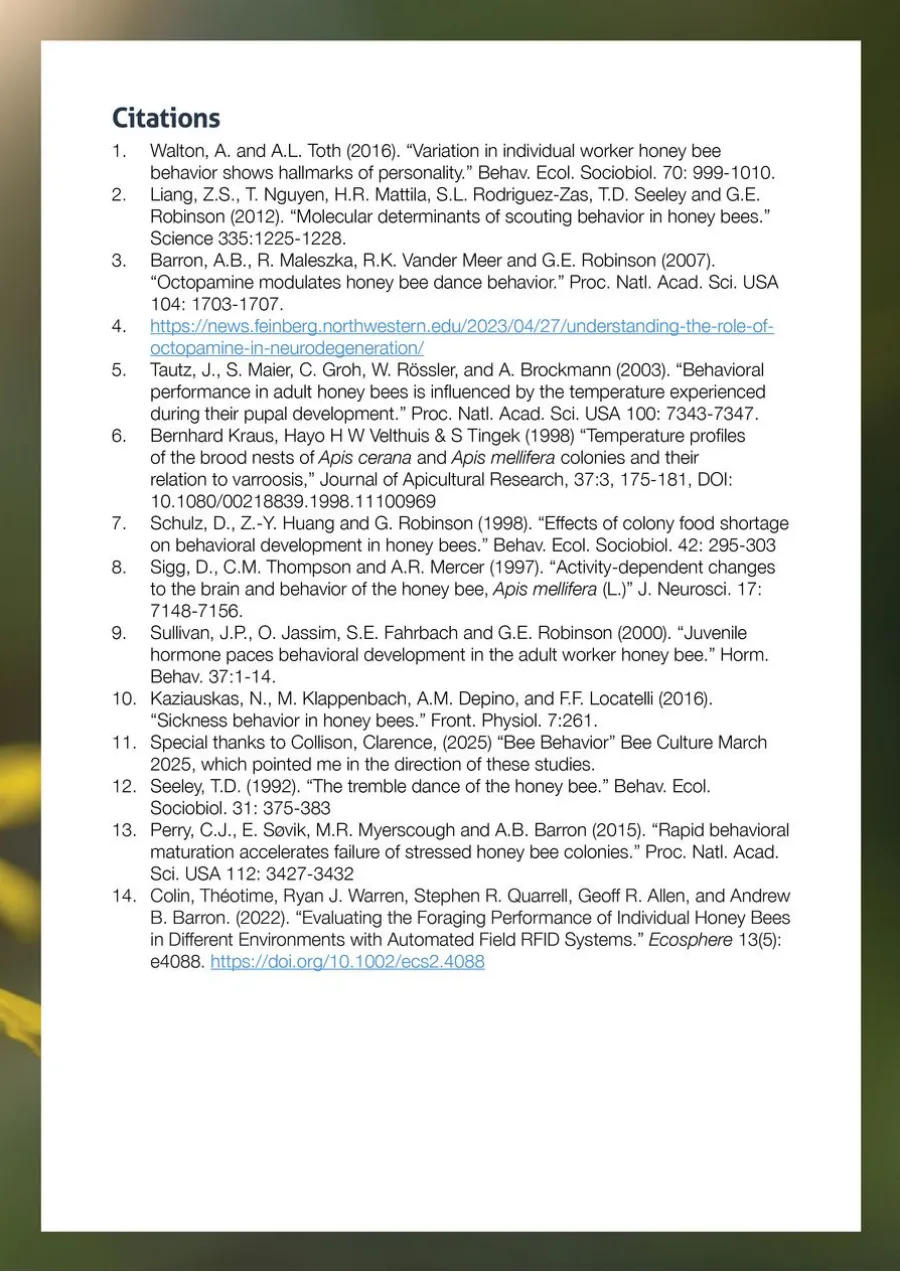 Citations
1. Walton, A. and A.L. Toth (2016). “Variation in individual worker honey bee
behavior shows hallmarks of personality.” Behav. Ecol. Sociobiol. 70: 999-1010.
2. Liang, Z.S., T. Nguyen, H.R. Mattila, S.L. Rodriguez-Zas, T.D. Seeley and G.E.
Robinson (2012). “Molecular determinants of scouting behavior in honey bees.”
Science 335:1225-1228.
3. Barron, A.B., R. Maleszka, R.K. Vander Meer and G.E. Robinson (2007).
“Octopamine modulates honey bee dance behavior.” Proc. Natl. Acad. Sci. USA
104: 1703-1707.
4. https://news.feinberg.northwestern.edu/2023/04/27/understanding-the-role-of-
octopamine-in-neurodegeneration/
5. Tautz, J., S. Maier, C. Groh, W. Rössler, and A. Brockmann (2003). “Behavioral
performance in adult honey bees is influenced by the temperature experienced
during their pupal development.” Proc. Natl. Acad. Sci. USA 100: 7343-7347.
6. Bernhard Kraus, Hayo H W Velthuis & S Tingek (1998) “Temperature profiles
of the brood nests of Apis cerana and Apis mellifera colonies and their
relation to varroosis,” Journal of Apicultural Research, 37:3, 175-181, DOI:
10.1080/00218839.1998.11100969
7. Schulz, D., Z.-Y. Huang and G. Robinson (1998). “Effects of colony food shortage
on behavioral development in honey bees.” Behav. Ecol. Sociobiol. 42: 295-303
8. Sigg, D., C.M. Thompson and A.R. Mercer (1997). “Activity-dependent changes
to the brain and behavior of the honey bee, Apis mellifera (L.)” J. Neurosci. 17:
7148-7156.
9. Sullivan, J.P., O. Jassim, S.E. Fahrbach and G.E. Robinson (2000). “Juvenile
hormone paces behavioral development in the adult worker honey bee.” Horm.
Behav. 37:1-14.
10. Kaziauskas, N., M. Klappenbach, A.M. Depino, and F.F. Locatelli (2016).
“Sickness behavior in honey bees.” Front. Physiol. 7:261.
11. Special thanks to Collison, Clarence, (2025) “Bee Behavior” Bee Culture March
2025, which pointed me in the direction of these studies.
12. Seeley, T.D. (1992). “The tremble dance of the honey bee.” Behav. Ecol.
Sociobiol. 31: 375-383
13. Perry, C.J., E. Søvik, M.R. Myerscough and A.B. Barron (2015). “Rapid behavioral
maturation accelerates failure of stressed honey bee colonies.” Proc. Natl. Acad.
Sci. USA 112: 3427-3432
14. Colin, Théotime, Ryan J. Warren, Stephen R. Quarrell, Geoff R. Allen, and Andrew
B. Barron. (2022). “Evaluating the Foraging Performance of Individual Honey Bees
in Different Environments with Automated Field RFID Systems.” Ecosphere 13(5):
e4088. https://doi.org/10.1002/ecs2.4088